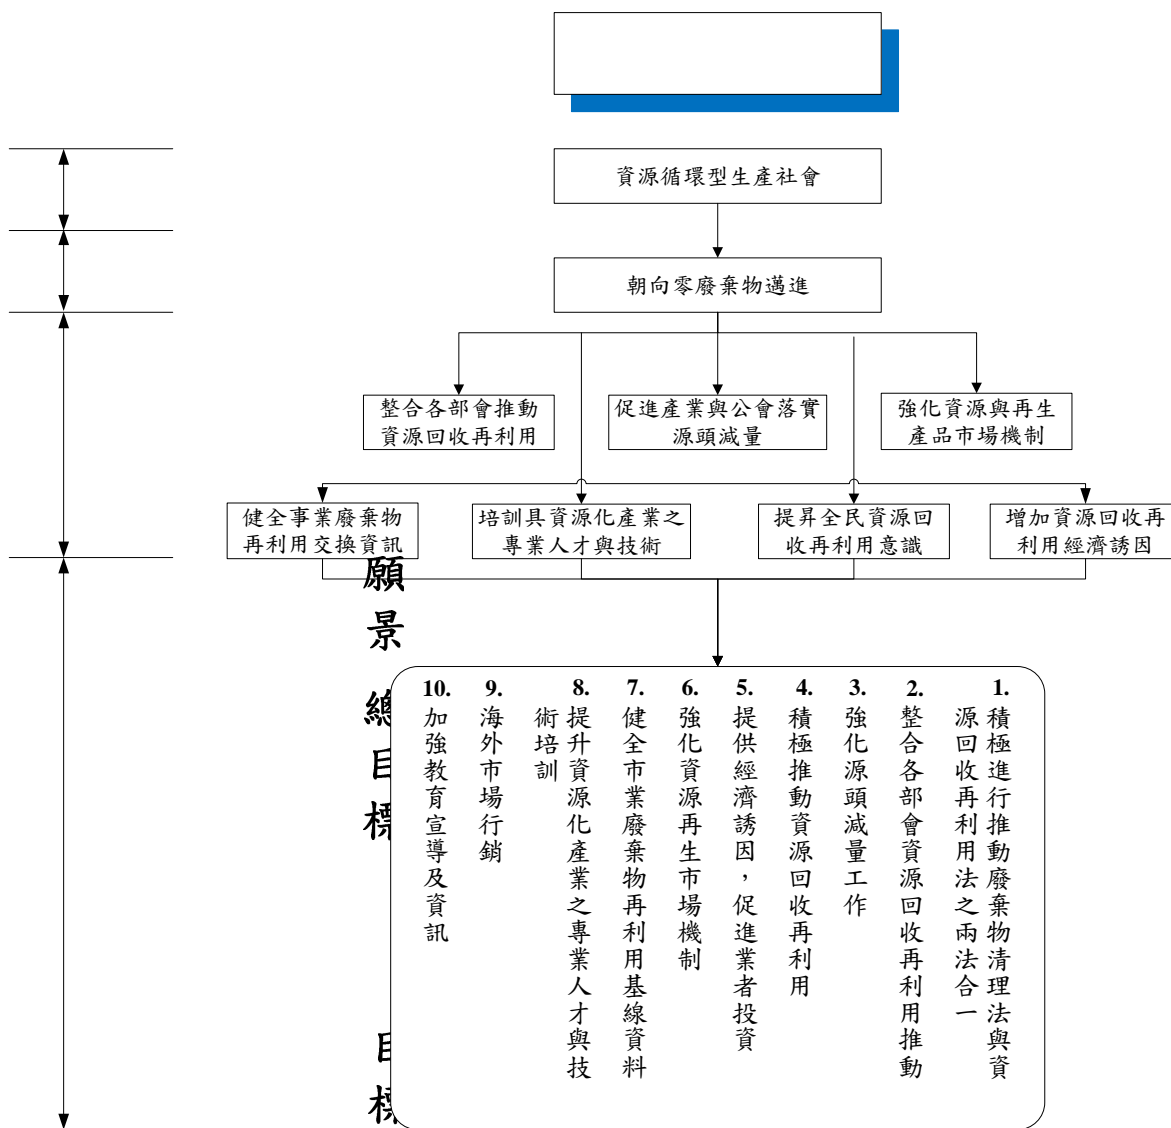 資源循環型生產社會
朝向零廢棄物邁進
整合各部會推動
資源回收再利用
促進產業與公會落實
源頭減量
強化資源與再生
產品市場機制
健全事業廢棄物
再利用交換資訊
培訓具資源化產業之
專業人才與技術
提昇全民資源回
收再利用意識
增加資源回收再
利用經濟誘因
願景
總目標
目標
1.
積極進行推動廢棄物清理法與資
源回收再利用法之兩法合一
2.
整合各部會資源回收再利用推動
3.
強化源頭減量工作
4.
積極推動資源回收再利用
5.
提供經濟誘因，促進業者投資
6.
強化資源再生市場機制
7.
健全市業廢棄物再利用基線資料
8.
提升資源化產業之專業人才與技
術培訓
9.
海外市場行銷
10.
加強教育宣導及資訊